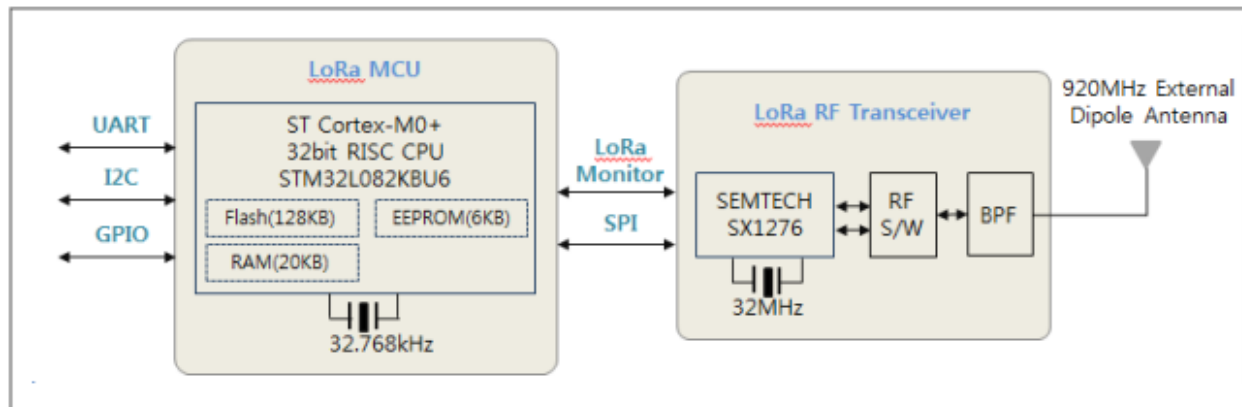 LoRa MCU
UART
I2C
GPIO
ST Cortex-M0+
32bit RISC CPU
STM32L082KBU6
Flash(128KB)
EEPROM(6KB)
RAM(20KB)
32.768kHz
LoRa
Monitor
SPI
LoRa RF Transceiver
SEMTECH
SX1276
RF
S/W
BPF
32MHz
920MHz External
Dipole Antenna